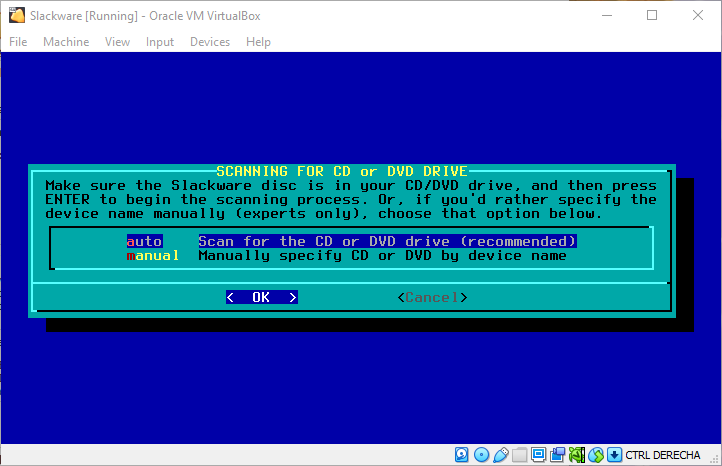 Slackware [Running] - Oracle VM VirtualBox
File Machine View Input Devices Help
SCANNING FOR CD or DVD DRIVE
Make sure the Slackware disc is in your CD/DVD drive, and then press
ENTER to begin the scanning process. Or, if you'd rather specify the
device name manually (experts only), choose that option below.
auto Scan for the CD or DVD drive (recommended)
manual Manually specify CD or DVD by device name
< OK > <Cancel>
CTRL DERECHA